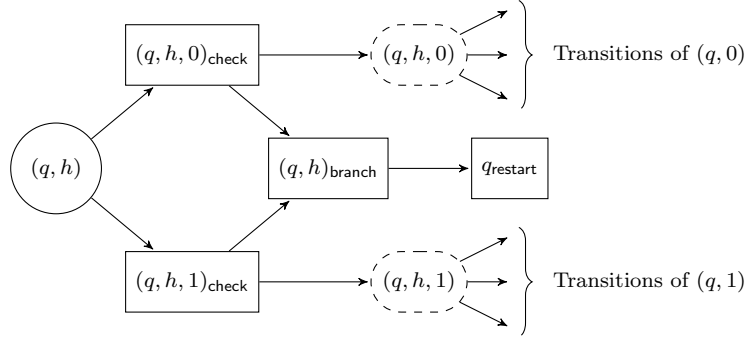 (q, h, 0)check
(q, h, 0)
Transitions of (q, 0)
(q, h)
(q, h)branch
qrestart
(q, h, 1)check
(q, h, 1)
Transitions of (q, 1)